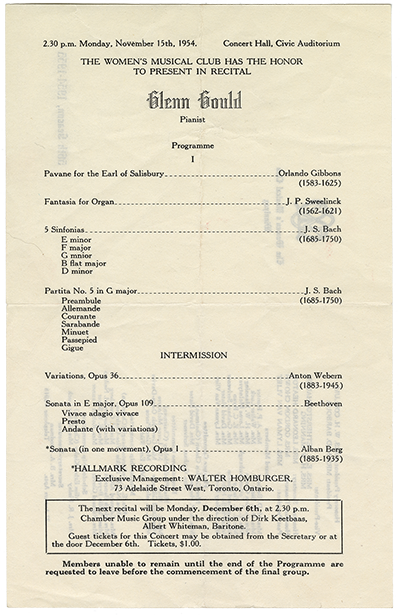 2.30 p.m. Monday, November 15th, 1954. Concert Hall, Civic Auditorium
THE WOMEN'S MUSICAL CLUB HAS THE HONOR
TO PRESENT IN RECITAL
Glenn Gould
Pianist
Programme
I
Pavane for the Earl of Salisbury Orlando Gibbons
(1583-1625)
Fantasia for Organ J. P. Sweelinck
(1562-1621)
5 Sinfonias J. S. Bach
E minor (1685-1750)
F major
G mnior
B flat major
D minor
Partita No. 5 in G major J. S. Bach
Preambule (1685-1750)
Allemande
Courante
Sarabande
Minuet
Passepied
Gigue
INTERMISSION
Variations, Opus 36 Anton Webern
(1883-1945)
Sonata in E major, Opus 109 Beethoven
Vivace adagio vivace
Presto
Andante (with variations)
*Sonata (in one movement), Opus 1 Alban Berg
(1885-1935)
*HALLMARK RECORDING
Exclusive Management: WALTER HOMBURGER,
73 Adelaide Street West, Toronto, Ontario.
The next recital will be Monday, December 6th, at 2.30 p.m.
Chamber Music Group under the direction of Dirk Keetbaas,
Albert Whiteman, Baritone.
Guest tickets for this Concert may be obtained from the Secretary or at
the door December 6th. Tickets, $1.00.
Members unable to remain until the end of the Programme are
requested to leave before the commencement of the final group.